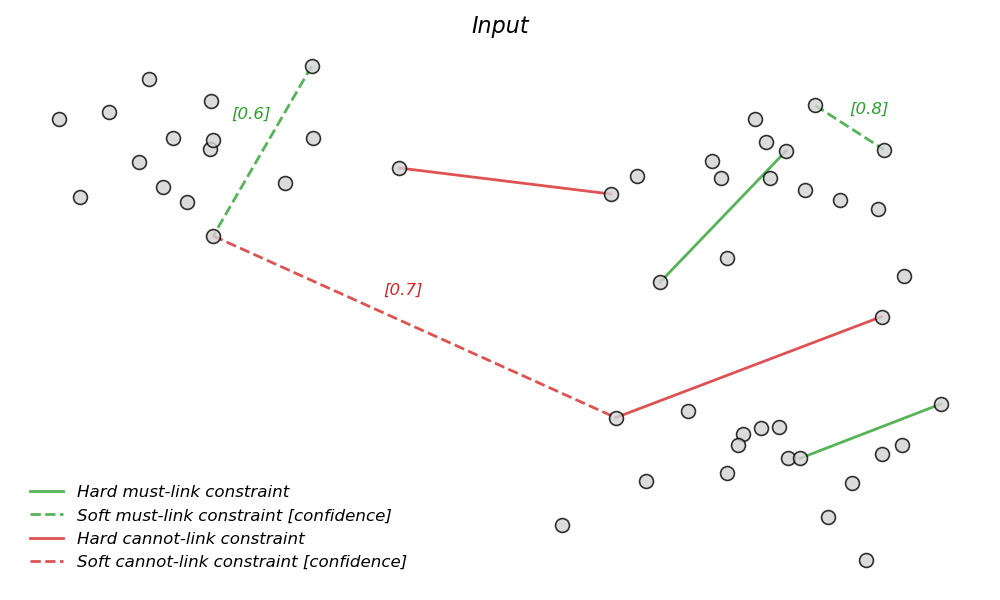 Input
[0.6]
[0.8]
[0.7]
Hard must-link constraint
Soft must-link constraint [confidence]
Hard cannot-link constraint
Soft cannot-link constraint [confidence]